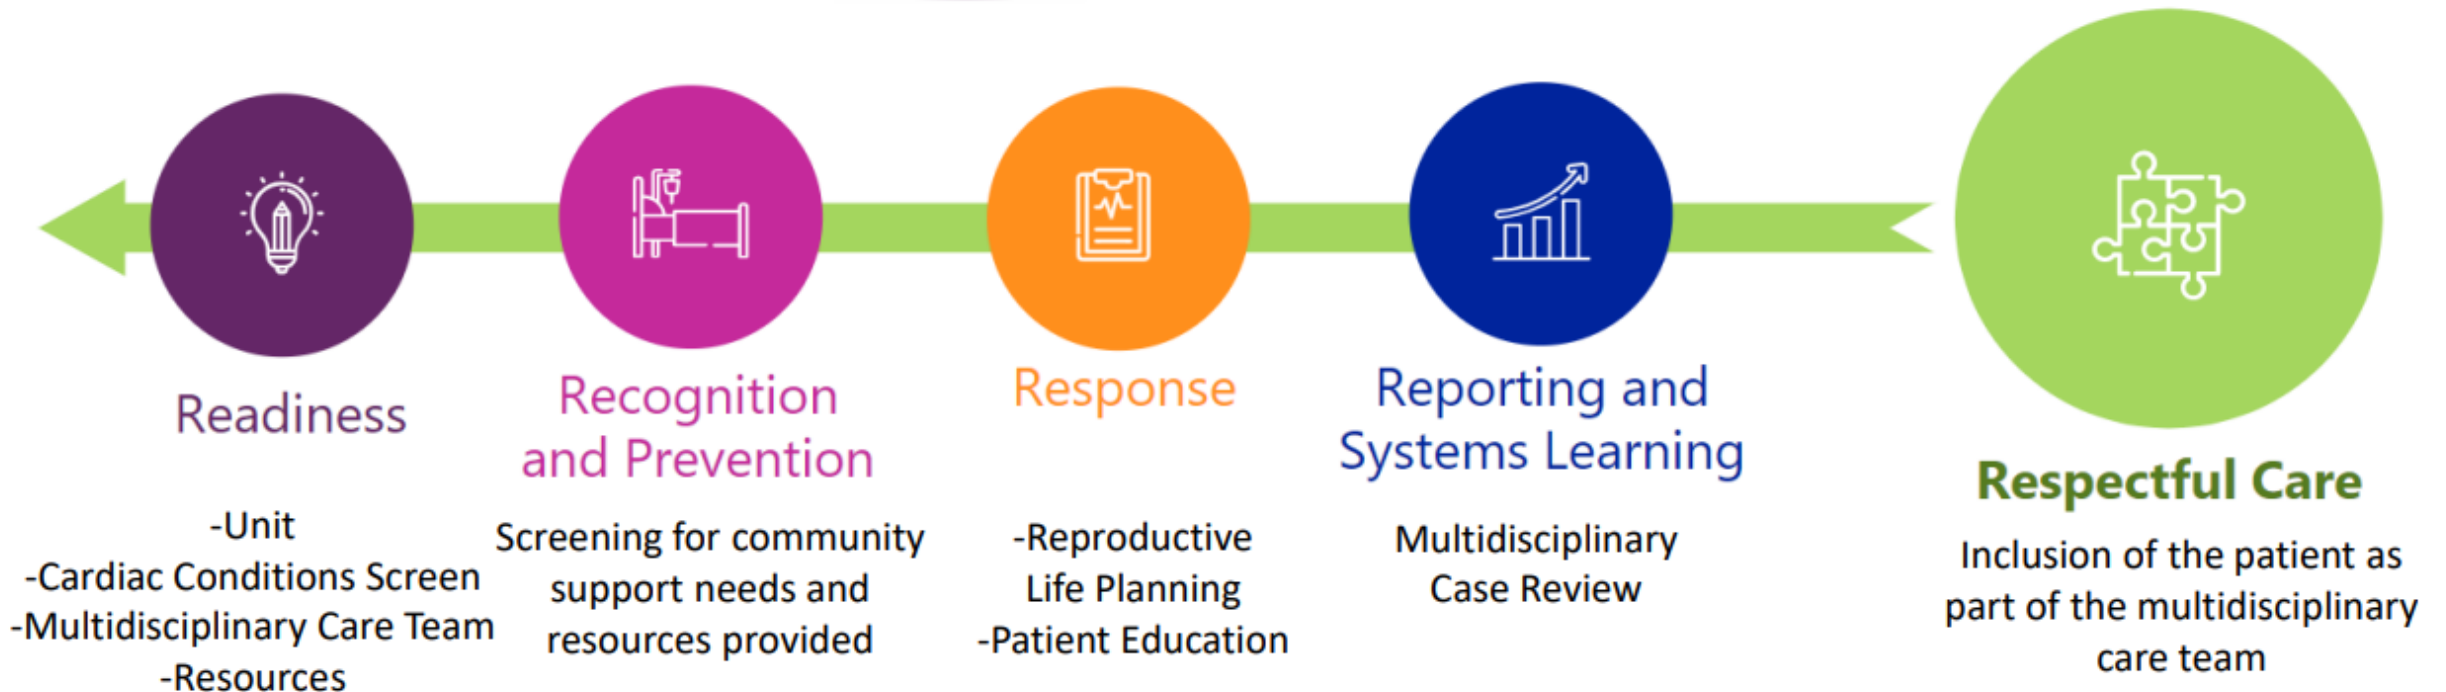 Readiness
-Unit
-Cardiac Conditions Screen
-Multidisciplinary Care Team
-Resources
Recognition
and Prevention
Screening for community
support needs and
resources provided
Response
-Reproductive
Life Planning
-Patient Education
Reporting and
Systems Learning
Multidisciplinary
Case Review
Respectful Care
Inclusion of the patient as
part of the multidisciplinary
care team